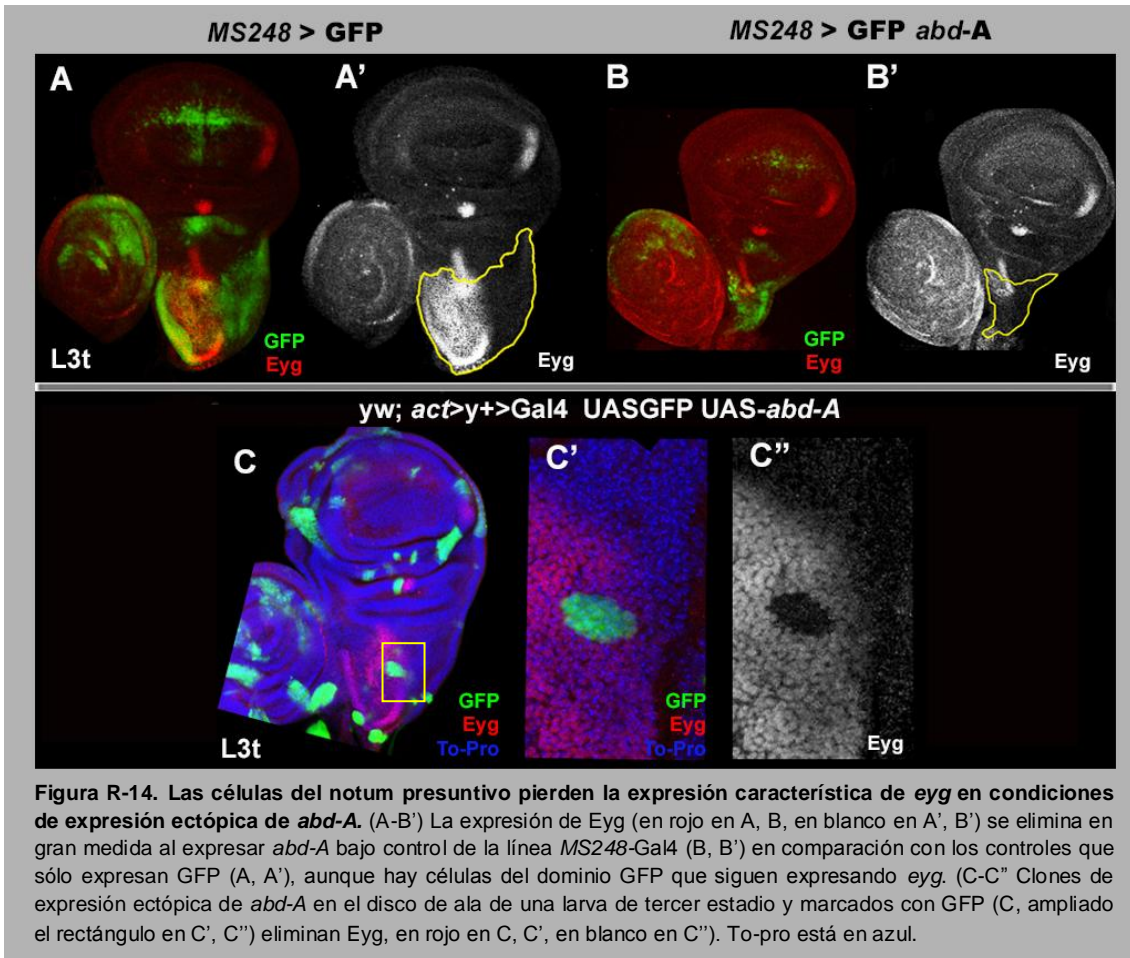 MS248 > GFP
MS248 > GFP abd-A
A
A'
B
B'
L3t
GFP
Eyg
Eyg
GFP
Eyg
Eyg
yw; act>y+>Gal4 UASGFP UAS-abd-A
C
C'
C”
L3t
GFP
Eyg
To-Pro
GFP
Eyg
To-Pro
Eyg
Figura R-14. Las células del notum presuntivo pierden la expresión característica de eyg en condiciones
de expresión ectópica de abd-A. (A-B’) La expresión de Eyg (en rojo en A, B, en blanco en A’, B’) se elimina en
gran medida al expresar abd-A bajo control de la línea MS248-Gal4 (B, B’) en comparación con los controles que
sólo expresan GFP (A, A’), aunque hay células del dominio GFP que siguen expresando eyg. (C-C” Clones de
expresión ectópica de abd-A en el disco de ala de una larva de tercer estadio y marcados con GFP (C, ampliado
el rectángulo en C’, C’’) eliminan Eyg, en rojo en C, C’, en blanco en C’’). To-pro está en azul.